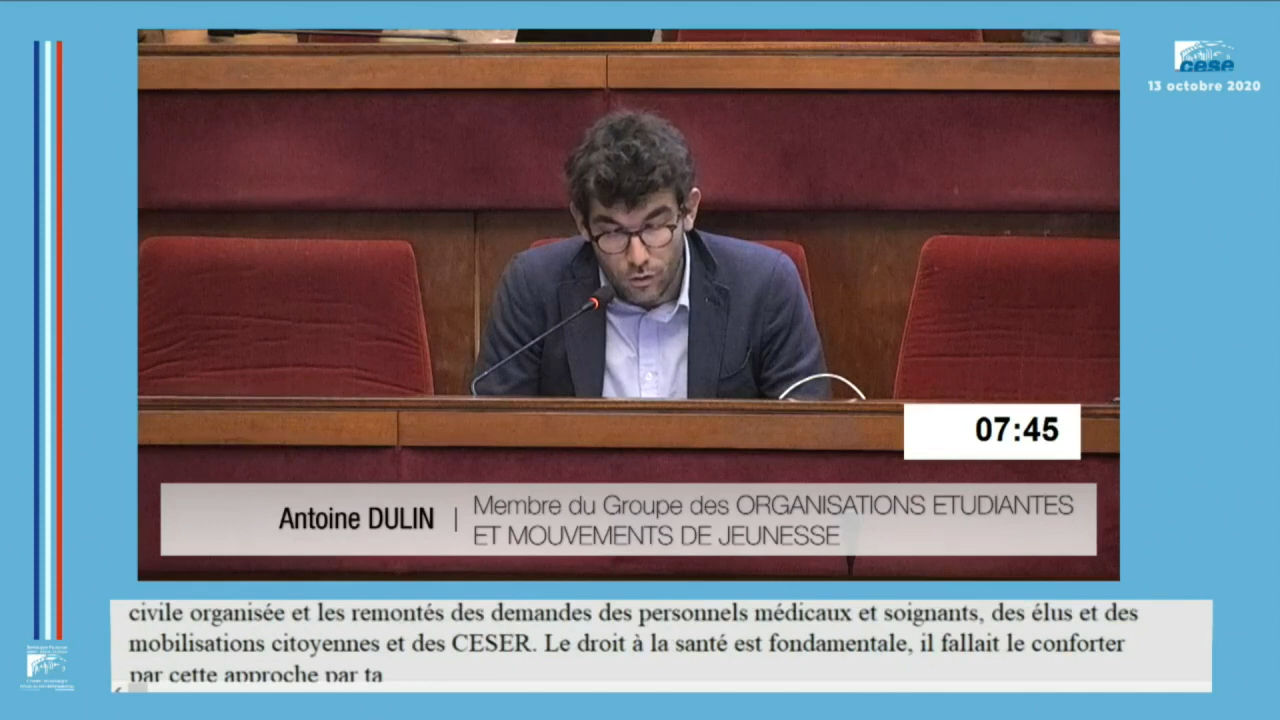 cese
13 octobre 2020
07:45
Antoine DULIN | Membre du Groupe des ORGANISATIONS ETUDIANTES
ET MOUVEMENTS DE JEUNESSE
civile organisée et les remontés des demandes des personnels médicaux et soignants, des élus et des
mobilisations citoyennes et des CESER. Le droit à la santé est fondamentale, il fallait le conforter
par cette approche par ta